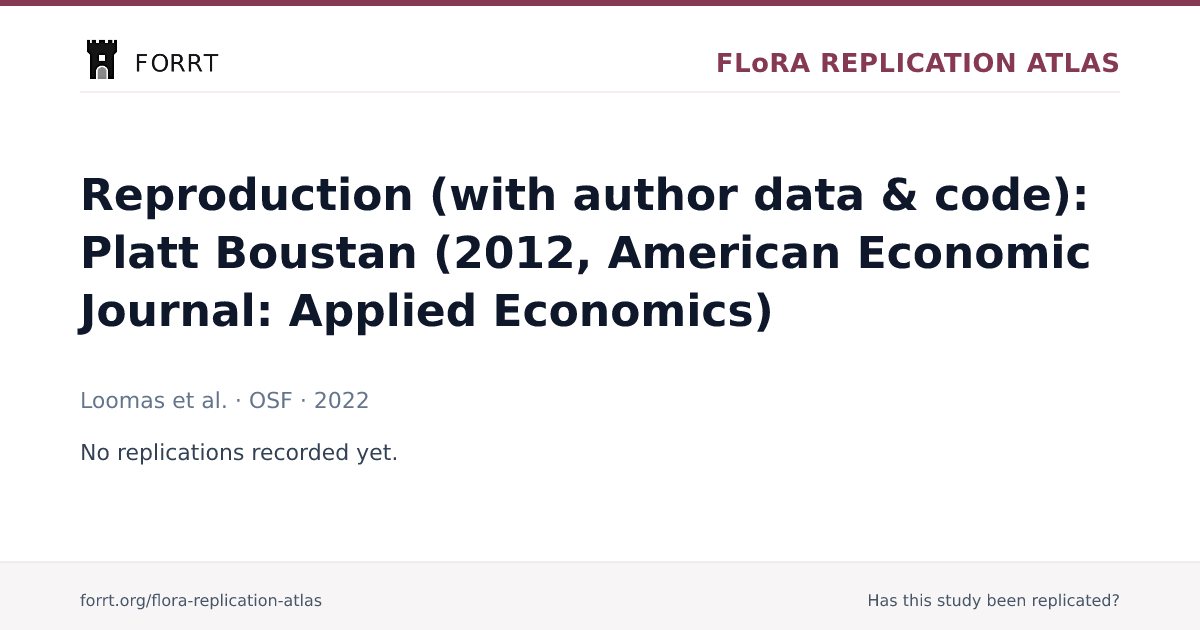 FORRT
FLoRA REPLICATION ATLAS
Reproduction (with author data & code):
Platt Boustan (2012, American Economic
Journal: Applied Economics)
Loomas et al. · OSF · 2022
No replications recorded yet.
forrt.org/flora-replication-atlas
Has this study been replicated?